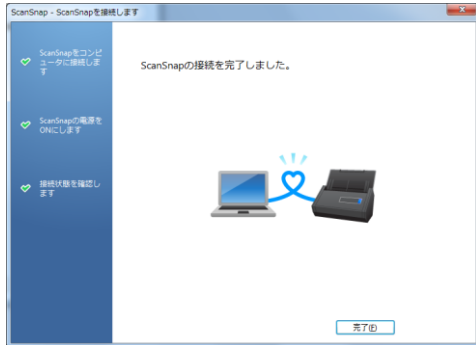 ScanSnap - ScanSnapを接続します
ScanSnapをコンピ
ュータに接続しま
す
ScanSnapの接続を完了しました。
ScanSnapの電源を
ONにします
接続状態を確認し
ます
完了(F)